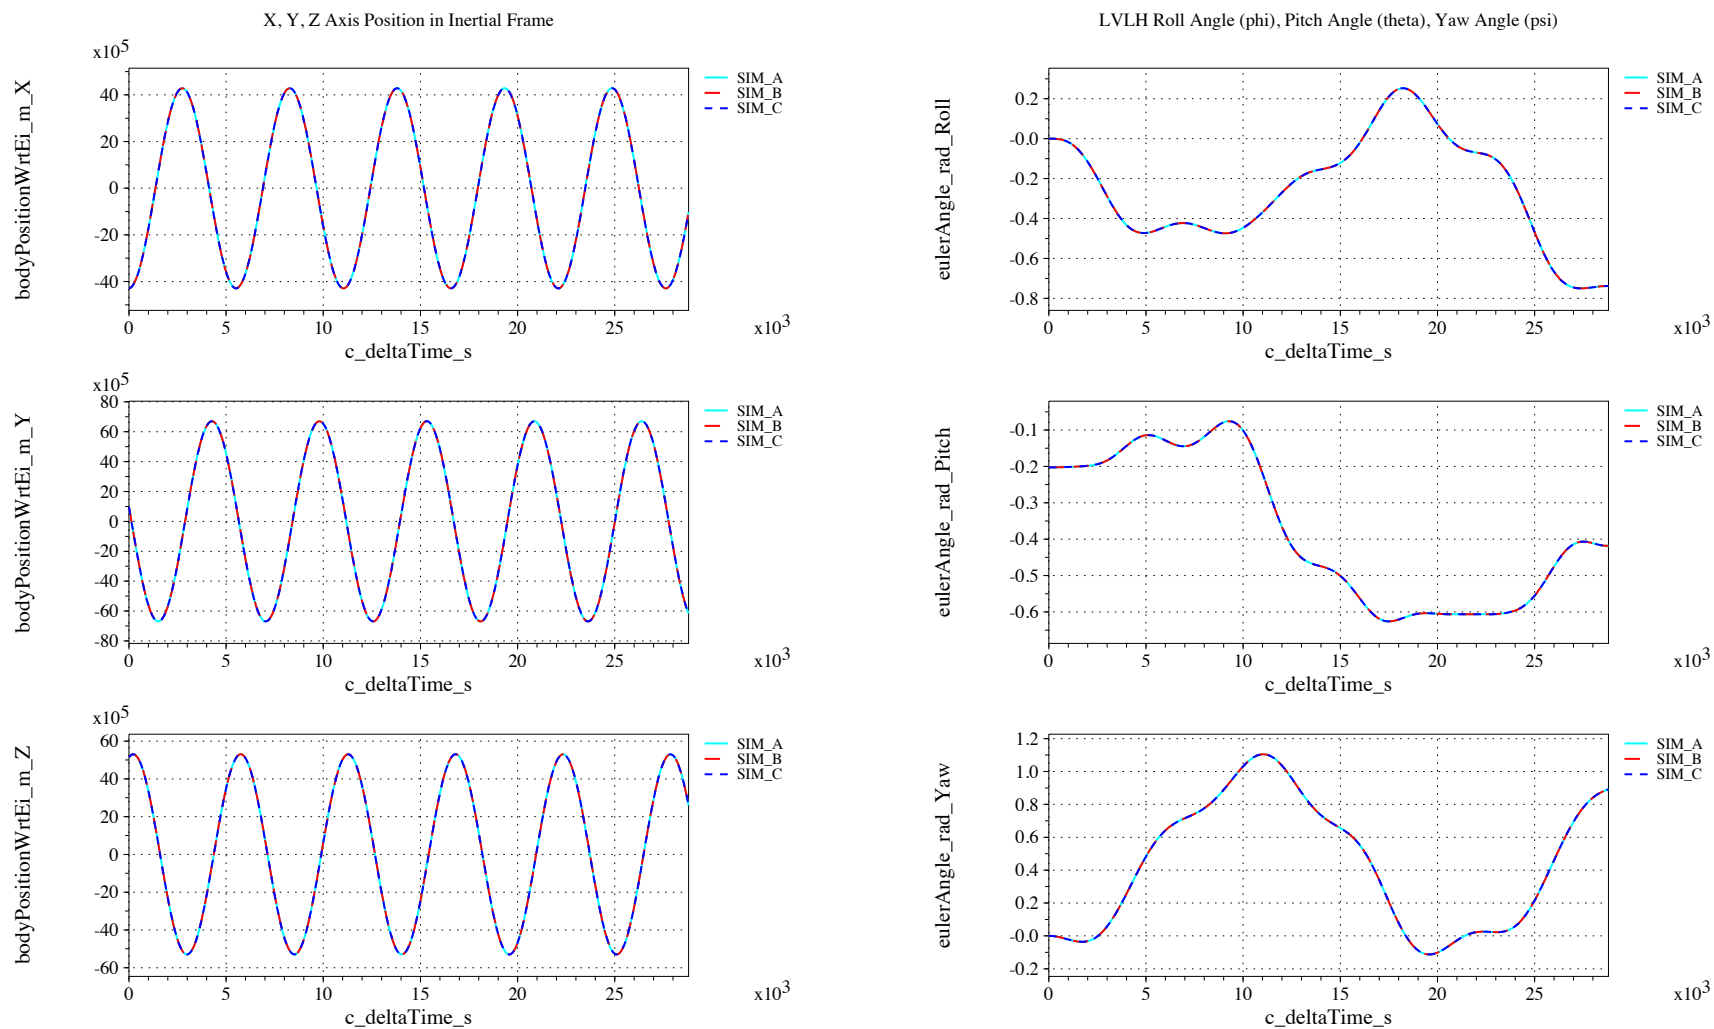 X, Y, Z Axis Position in Inertial Frame
x10^5
bodyPositionWrtEi_m_X
40
20
0
-20
-40
0 5 10 15 20 25
x10^3
c_deltaTime_s
SIM_A
SIM_B
SIM_C
x10^5
bodyPositionWrtEi_m_Y
80
60
40
20
0
-20
-40
-60
-80
0 5 10 15 20 25
x10^3
c_deltaTime_s
SIM_A
SIM_B
SIM_C
x10^5
bodyPositionWrtEi_m_Z
60
40
20
0
-20
-40
-60
0 5 10 15 20 25
x10^3
c_deltaTime_s
SIM_A
SIM_B
SIM_C
LVLH Roll Angle (phi), Pitch Angle (theta), Yaw Angle (psi)
eulerAngle_rad_Roll
0.2
-0.0
-0.2
-0.4
-0.6
-0.8
0 5 10 15 20 25
x10^3
c_deltaTime_s
SIM_A
SIM_B
SIM_C
eulerAngle_rad_Pitch
-0.1
-0.2
-0.3
-0.4
-0.5
-0.6
0 5 10 15 20 25
x10^3
c_deltaTime_s
SIM_A
SIM_B
SIM_C
eulerAngle_rad_Yaw
1.2
1.0
0.8
0.6
0.4
0.2
-0.0
-0.2
0 5 10 15 20 25
x10^3
c_deltaTime_s
SIM_A
SIM_B
SIM_C